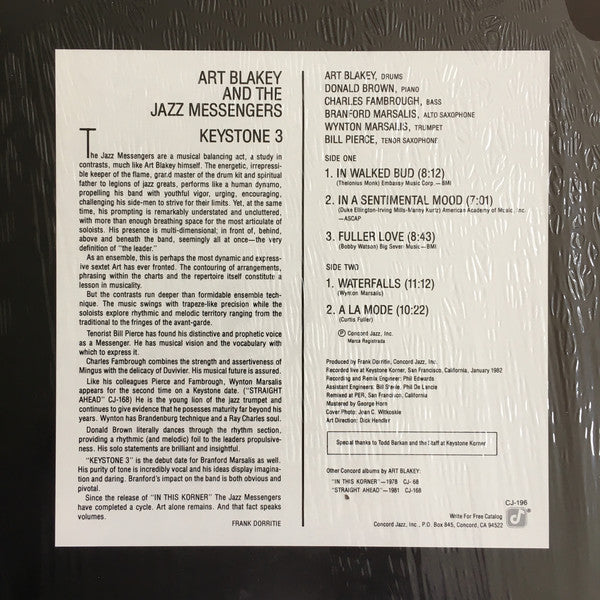 ART BLAKEY
AND THE
JAZZ MESSENGERS
KEYSTONE 3
The Jazz Messengers are a musical balancing act, a study in
contrasts, much like Art Blakey himself. The energetic, irrepress-
ible keeper of the flame, grand master of the drum kit and spiritual
father to legions of jazz greats, performs like a human dynamo,
propelling his band with youthful vigor, urging, encouraging,
challenging his side-men to strive for their limits. Yet, at the same
time, his prompting is remarkably understated and uncluttered,
with more than enough breathing space for the most articulate of
soloists. His presence is multi-dimensional; in front of, behind,
above and beneath the band, seemingly all at once—the very
definition of "the leader."
As an ensemble, this is perhaps the most dynamic and express-
ive sextet Art has ever fronted. The contouring of arrangements,
phrasing within the charts and the repertoire itself constitute a
lesson in musicality.
But the contrasts run deeper than formidable ensemble tech-
nique. The music swings with trapeze-like precision while the
soloists explore rhythmic and melodic territory ranging from the
traditional to the fringes of the avant-garde.
Tenorist Bill Pierce has found his distinctive and prophetic voice
as a Messenger. He has musical vision and the vocabulary with
which to express it.
Charles Fambrough combines the strength and assertiveness of
Mingus with the delicacy of Duvivier. His musical future is assured.
Like his colleagues Pierce and Fambrough, Wynton Marsalis
appears for the second time on a Keystone date. ("STRAIGHT
AHEAD" CJ-168) He is the young lion of the jazz trumpet and
continues to give evidence that he posesses maturity far beyond his
years. Wynton has Brandenburg technique and a Ray Charles soul.
Donald Brown literally dances through the rhythm section,
providing a rhythmic (and melodic) foil to the leaders propulsive-
ness. His solo statements are brilliant and insightful.
"KEYSTONE 3" is the debut date for Branford Marsalis as well.
His purity of tone is incredibly vocal and his ideas display imagina-
tion and daring. Branford's impact on the band is both obvious and
pivotal.
Since the release of "IN THIS KORNER" The Jazz Messengers
have completed a cycle. Art alone remains. And that fact speaks
volumes.
FRANK DORRITIE
ART BLAKEY, DRUMS
DONALD BROWN, PIANO
CHARLES FAMBROUGH, BASS
BRANFORD MARSALIS, ALTO SAXOPHONE
WYNTON MARSALIS, TRUMPET
BILL PIERCE, TENOR SAXOPHONE
SIDE ONE
1. IN WALKED BUD (8:12)
(Thelonious Monk) Embassy Music Corp.—BMI
2. IN A SENTIMENTAL MOOD (7:01)
(Duke Ellington-Irving Mills-Manny Kurtz) American Academy of Music, Inc.
—ASCAP
3. FULLER LOVE (8:43)
(Bobby Watson) Big Seven Music—BMI
SIDE TWO
1. WATERFALLS (11:12)
(Wynton Marsalis)
2. A LA MODE (10:22)
(Curtis Fuller)
℗ Concord Jazz, Inc.
Marca Registrada
Produced by Frank Dorritie, Concord Jazz, Inc.
Recorded live at Keystone Korner, San Francisco, California, January 1982
Recording and Remix Engineer: Phil Edwards
Assistant Engineers: Bill Steele, Phil De Lancie
Remixed at PER, San Francisco, California
Mastered by George Horn
Cover Photo: Jean C. Witkoskie
Art Direction: Dick Hendler
Special thanks to Todd Barkan and the Staff at Keystone Korner
Other Concord albums by ART BLAKEY:
"IN THIS KORNER"—1978 CJ-68
"STRAIGHT AHEAD"—1981 CJ-168
CJ-196
Write For Free Catalog
Concord Jazz, Inc., P.O. Box 845, Concord, CA 94522